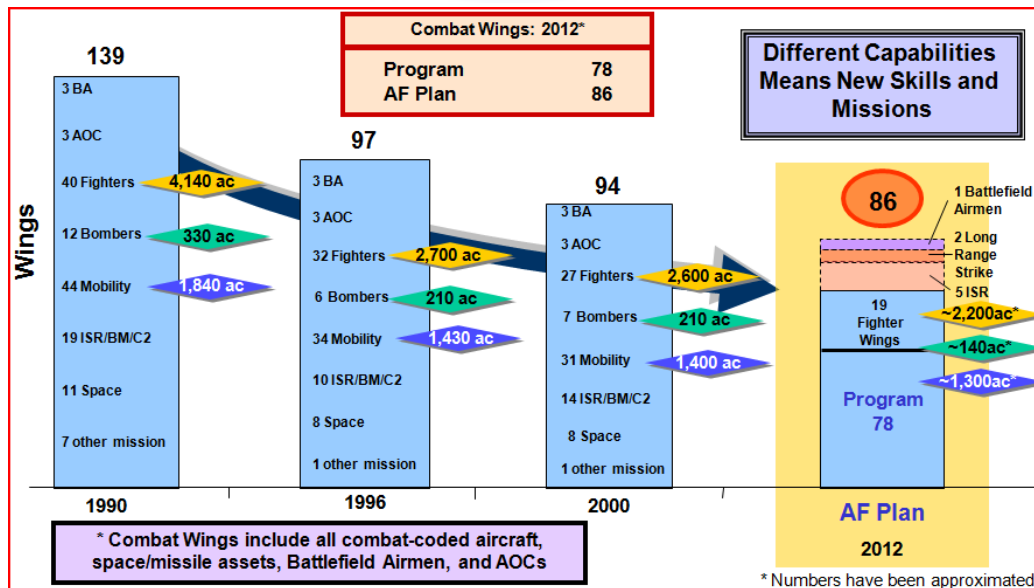 Combat Wings: 2012*
Program 78
AF Plan 86
Different Capabilities
Means New Skills and
Missions
Wings
139
3 BA
3 AOC
40 Fighters
4,140 ac
12 Bombers
330 ac
44 Mobility
1,840 ac
19 ISR/BM/C2
11 Space
7 other mission
1990
97
3 BA
3 AOC
32 Fighters
2,700 ac
6 Bombers
210 ac
34 Mobility
1,430 ac
10 ISR/BM/C2
8 Space
1 other mission
1996
94
3 BA
3 AOC
27 Fighters
2,600 ac
7 Bombers
210 ac
31 Mobility
1,400 ac
14 ISR/BM/C2
8 Space
1 other mission
2000
86
1 Battlefield
Airmen
2 Long
Range
Strike
5 ISR
19
Fighter
Wings
~2,200ac*
~140ac*
~1,300ac*
Program
78
AF Plan
2012
* Combat Wings include all combat-coded aircraft,
space/missile assets, Battlefield Airmen, and AOCs
* Numbers have been approximated